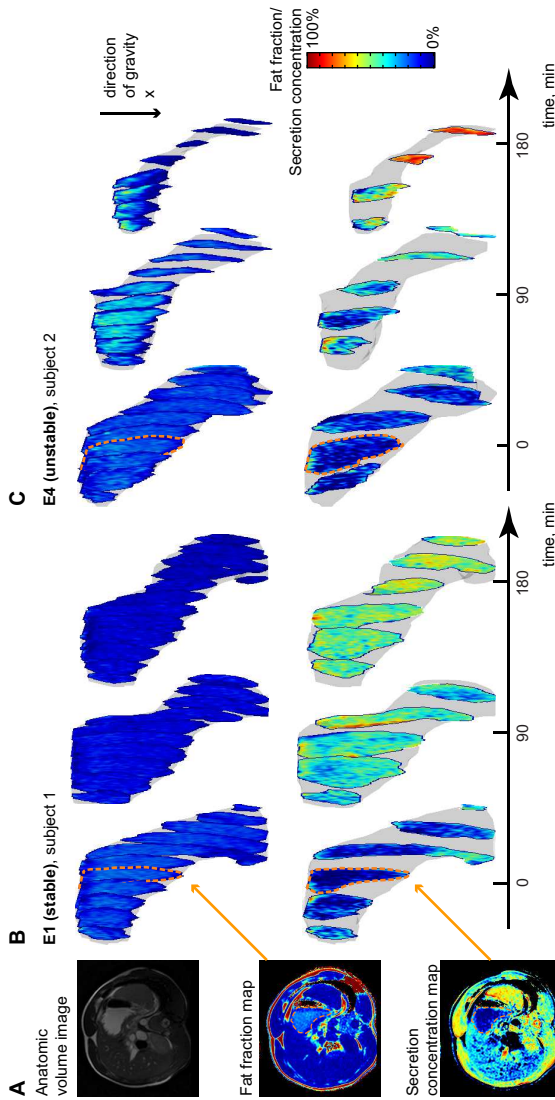 A
Anatomic
volume image
Fat fraction map
Secretion
concentration map
B
E1 (stable), subject 1
0
90
180
time, min
C
E4 (unstable), subject 2
direction
of gravity
x
Fat fraction/
Secretion concentration
100%
0%
0
90
180
time, min